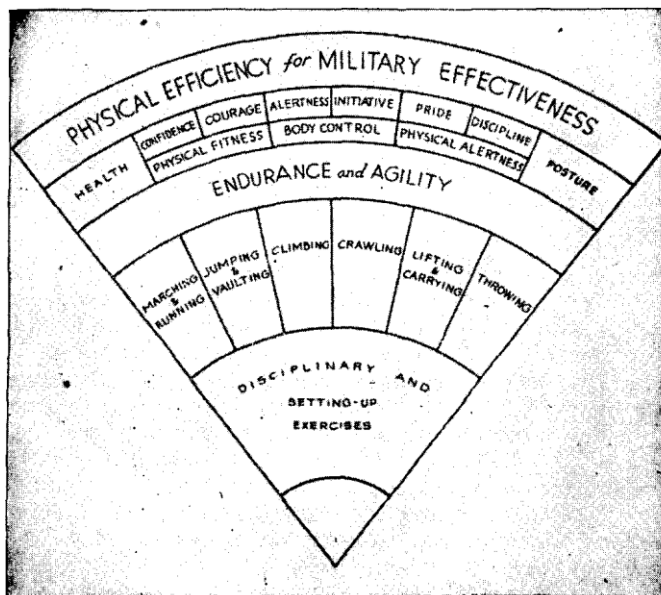 PHYSICAL EFFICIENCY for MILITARY EFFECTIVENESS
CONFIDENCE COURAGE ALERTNESS INITIATIVE PRIDE DISCIPLINE
HEALTH PHYSICAL FITNESS BODY CONTROL PHYSICAL ALERTNESS POSTURE
ENDURANCE and AGILITY
MARCHING
&
RUNNING
JUMPING
&
VAULTING
CLIMBING
CRAWLING
LIFTING
&
CARRYING
THROWING
DISCIPLINARY AND
SETTING-UP
EXERCISES